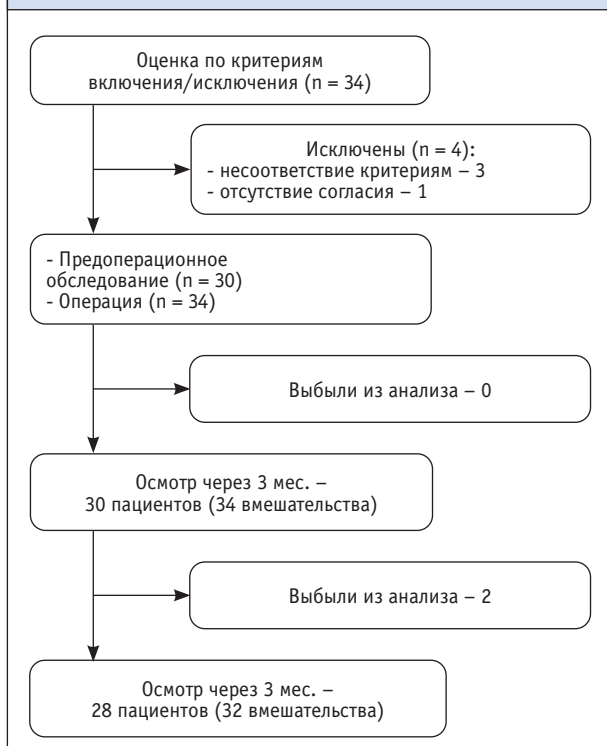 Оценка по критериям
включения/исключения (n = 34)
Исключены (n = 4):
- несоответствие критериям – 3
- отсутствие согласия – 1
- Предоперационное
обследование (n = 30)
- Операция (n = 34)
Выбыли из анализа – 0
Осмотр через 3 мес. –
30 пациентов (34 вмешательства)
Выбыли из анализа – 2
Осмотр через 3 мес. –
28 пациентов (32 вмешательства)